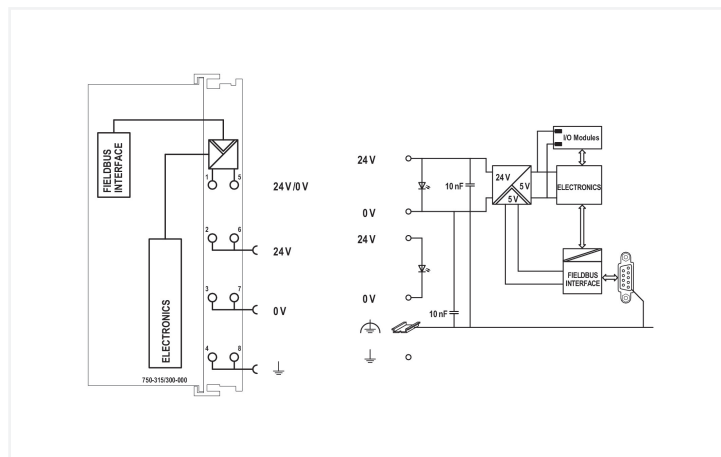 FIELDBUS
INTERFACE
ELECTRONICS
1 5
24 V /0 V
2 6
24 V
3 7
0 V
4 8
750-315/300-000
24 V
0 V
24 V
0 V
10 nF
10 nF
24 V
5 V
5 V
I/O Modules
ELECTRONICS
FIELDBUS
INTERFACE